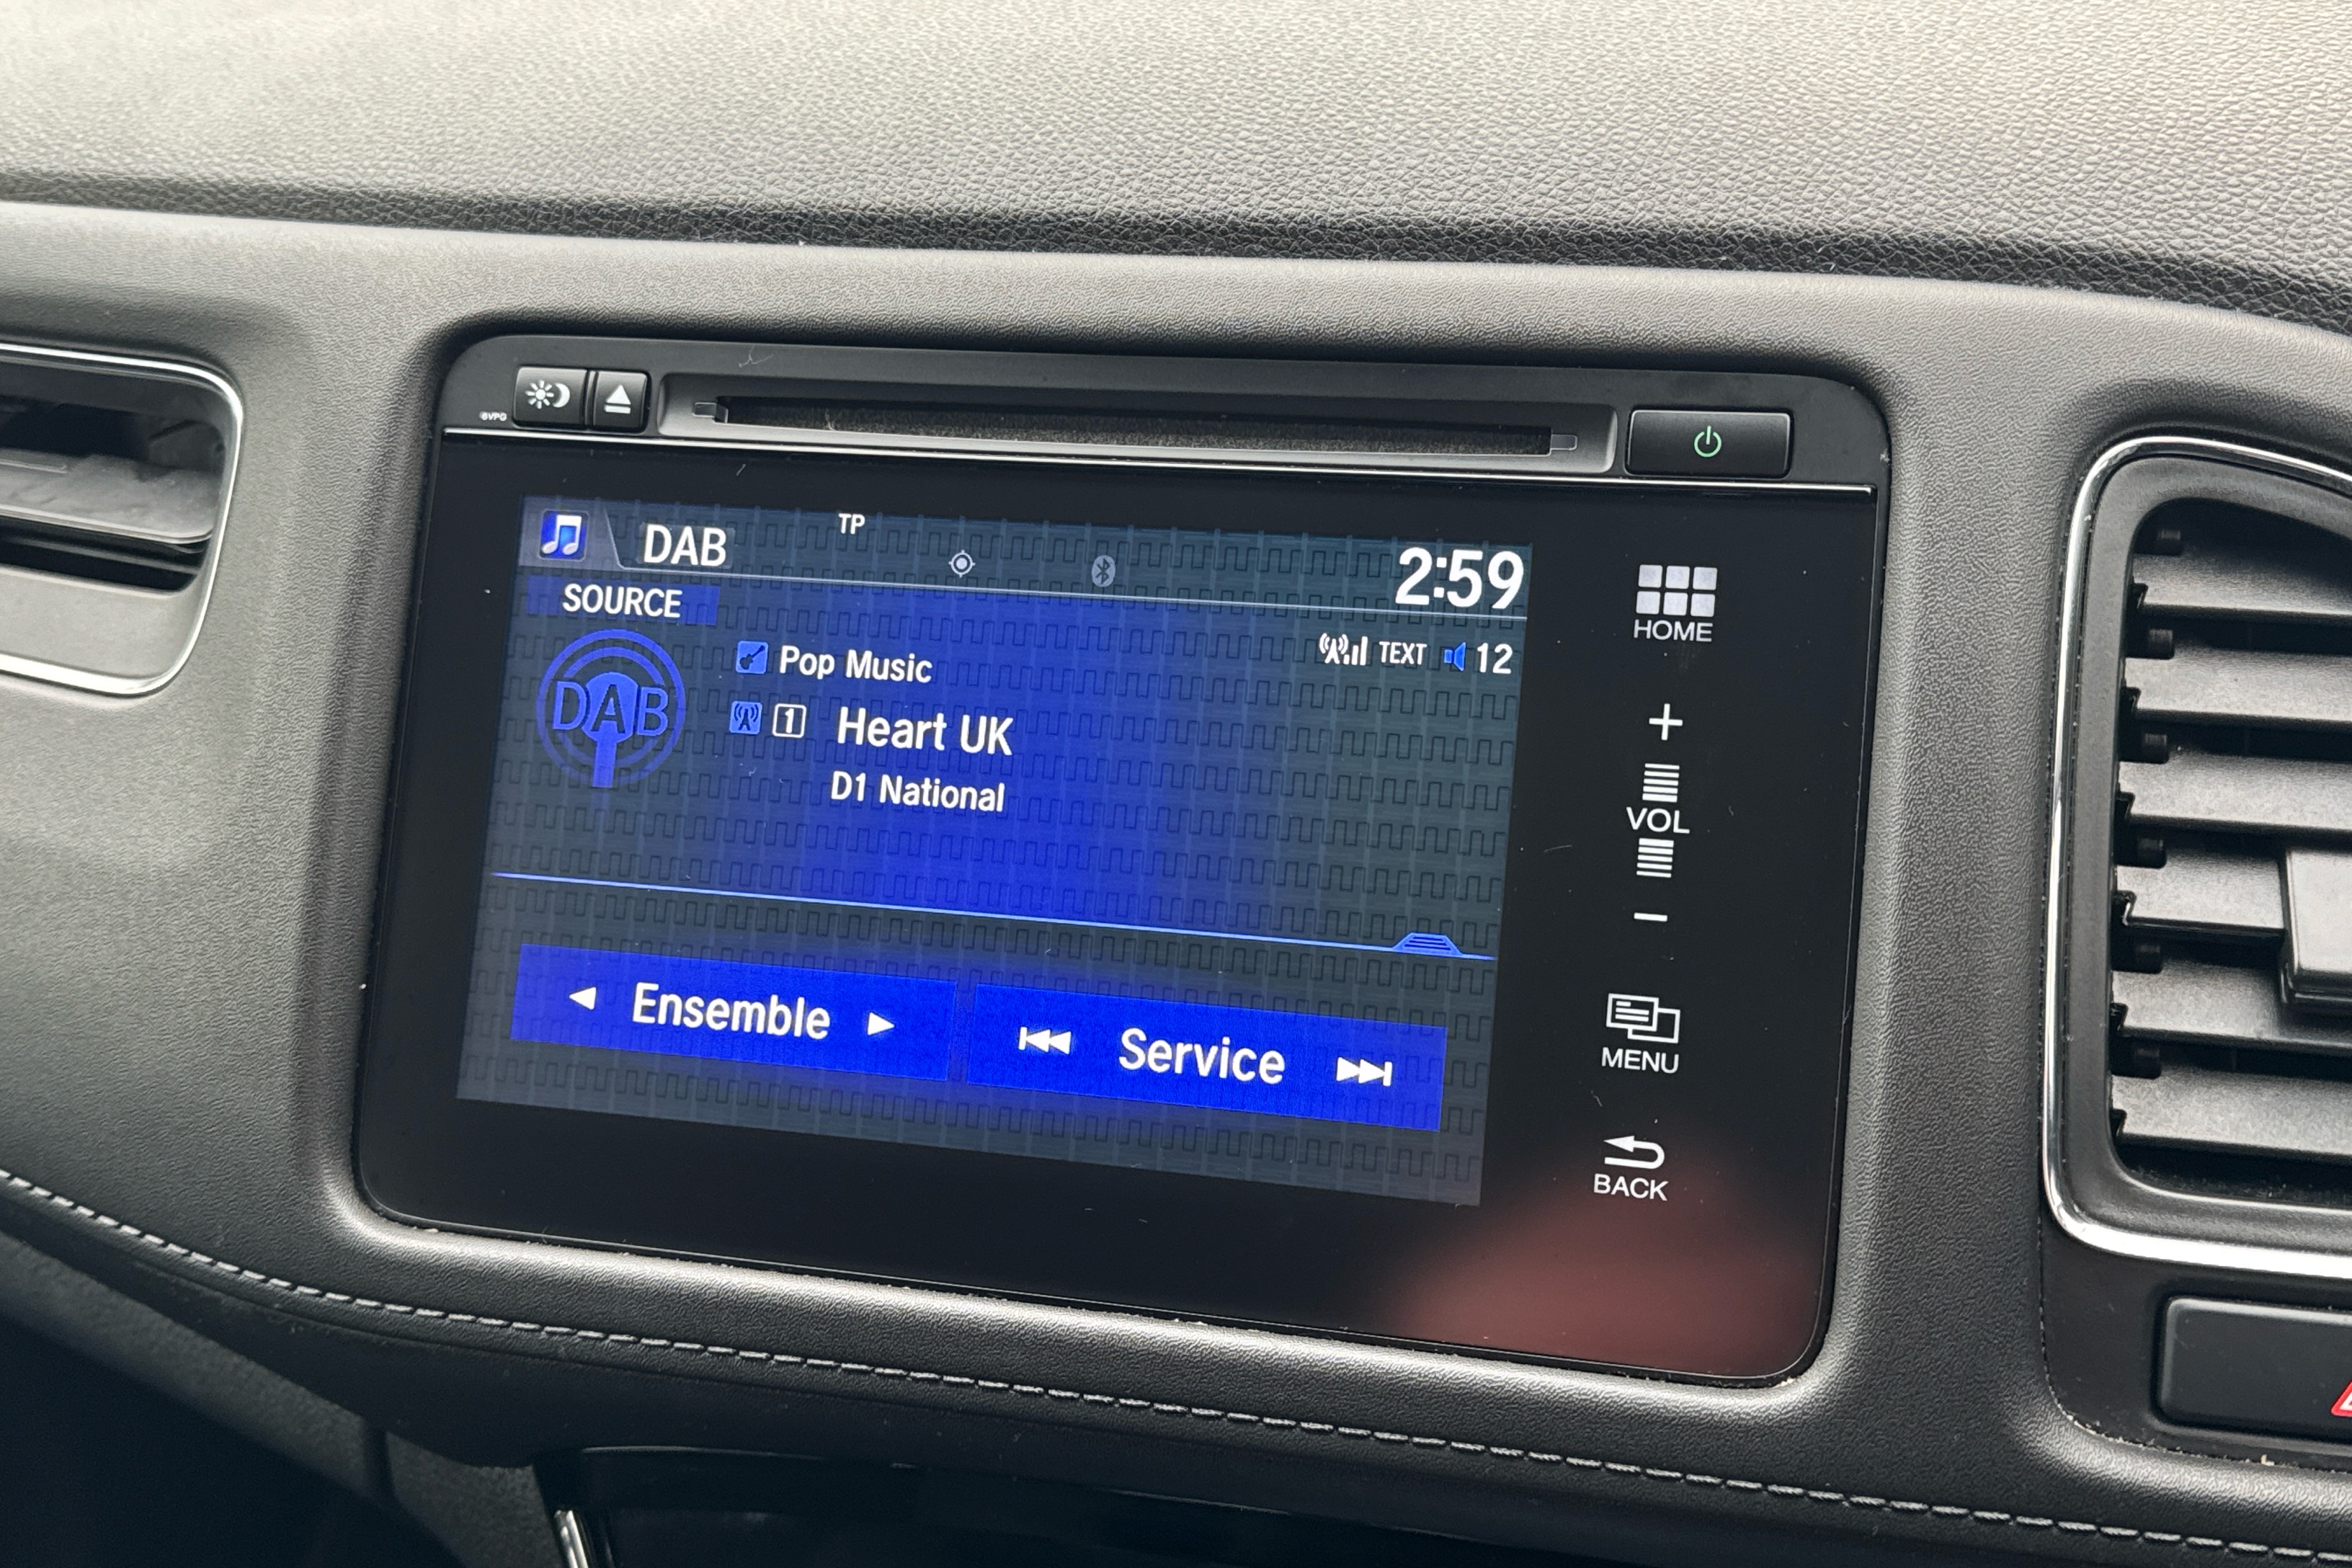 6VPG
DAB
TP
2:59
SOURCE
HOME
DAB
Pop Music
TEXT 12
1 Heart UK
D1 National
VOL
Ensemble
Service
MENU
BACK